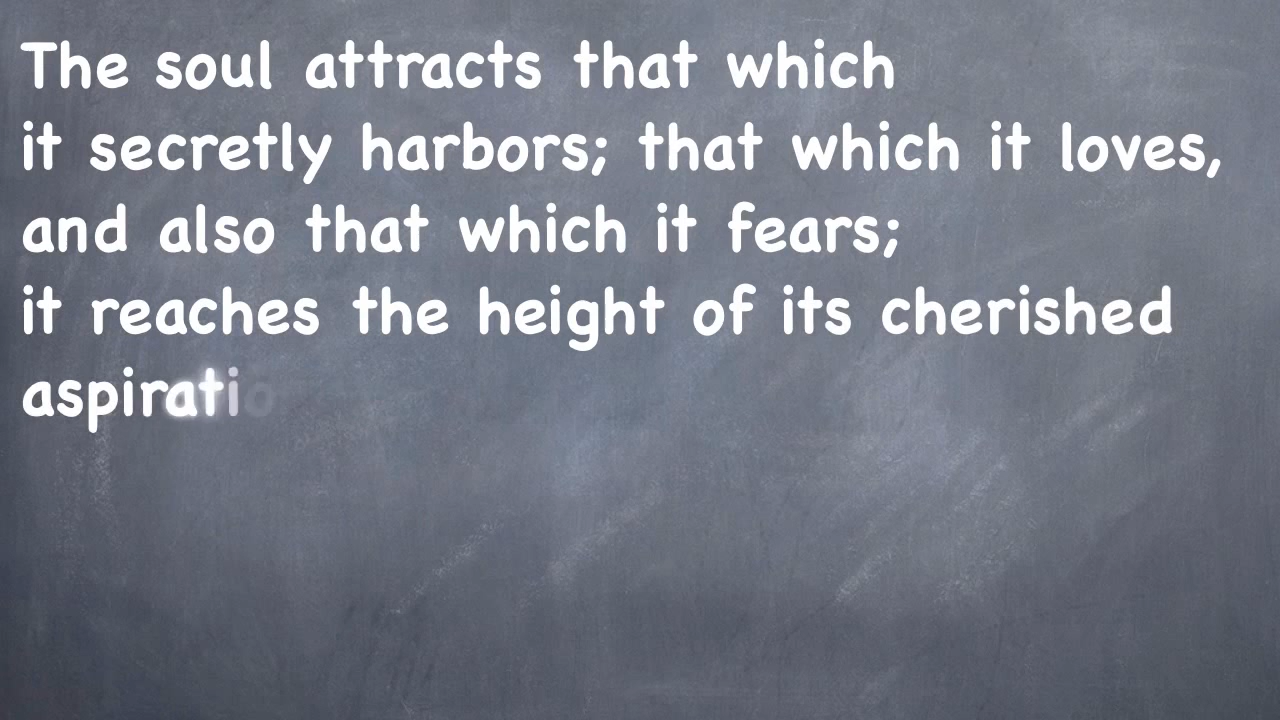 The soul attracts that which
it secretly harbors; that which it loves,
and also that which it fears;
it reaches the height of its cherished
aspiratio